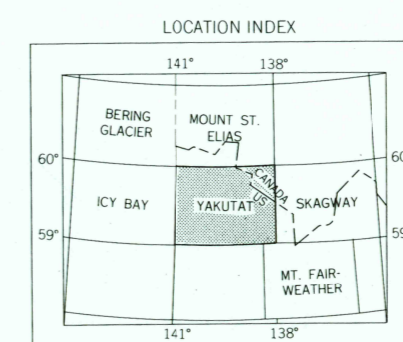 LOCATION INDEX
141° 138°
BERING
GLACIER
MOUNT ST.
ELIAS
60° 60
CANADA
US
ICY BAY YAKUTAT SKAGWAY
59° 59
MT. FAIR-
WEATHER
141° 138°